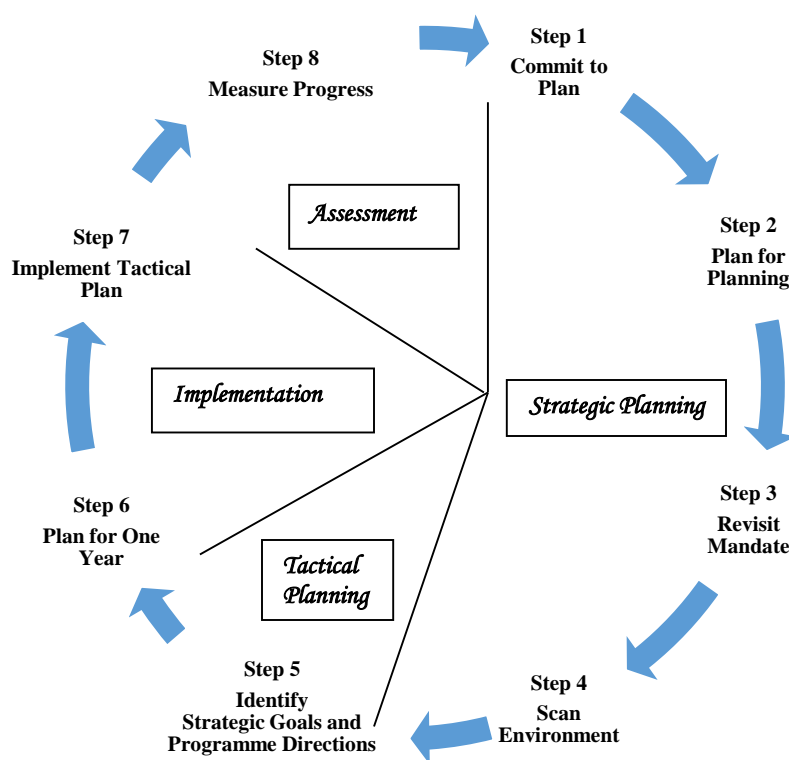 Step 1
Commit to
Plan
Step 2
Plan for
Planning
Step 3
Revisit
Mandate
Step 4
Scan
Environment
Step 5
Identify
Strategic Goals and
Programme Directions
Step 6
Plan for One
Year
Step 7
Implement Tactical
Plan
Step 8
Measure Progress
Assessment
Implementation
Strategic Planning
Tactical
Planning